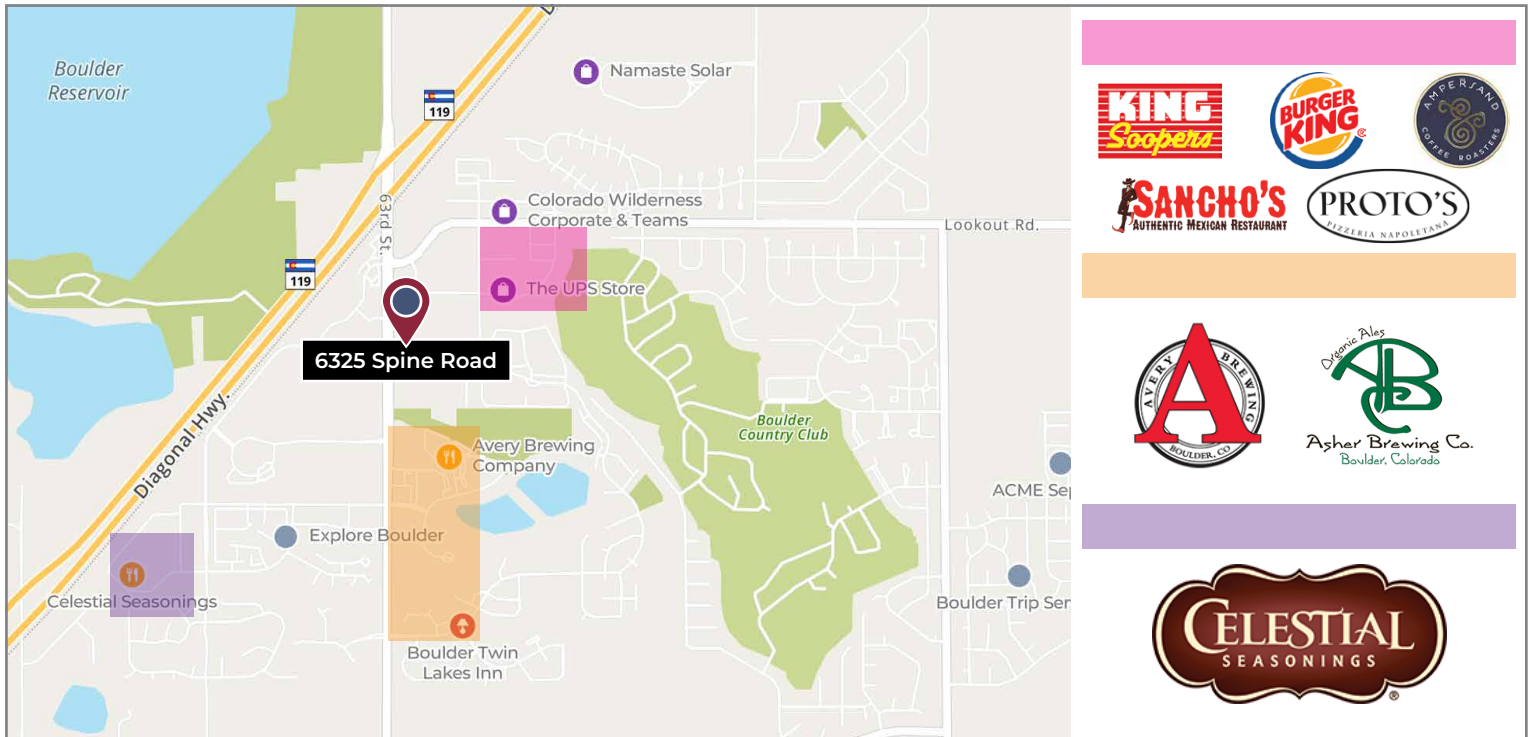 Boulder
Reservoir
119
Namaste Solar
63rd St.
Colorado Wilderness
Corporate & Teams
Lookout Rd.
119
The UPS Store
6325 Spine Road
Diagonal Hwy.
Boulder
Country Club
Avery Brewing
Company
ACME Sep
Explore Boulder
Celestial Seasonings
Boulder Trip Ser
Boulder Twin
Lakes Inn
KING
Soopers
BURGER
KING
AMPERSAND
COFFEE ROASTERS
SANCHO'S
AUTHENTIC MEXICAN RESTAURANT
PROTO'S
PIZZERIA NAPOLETANA
AVERY BREWING
A
BOULDER, CO
Organic Ales
ABC
Asher Brewing Co.
Boulder, Colorado
CELESTIAL
SEASONINGS
®